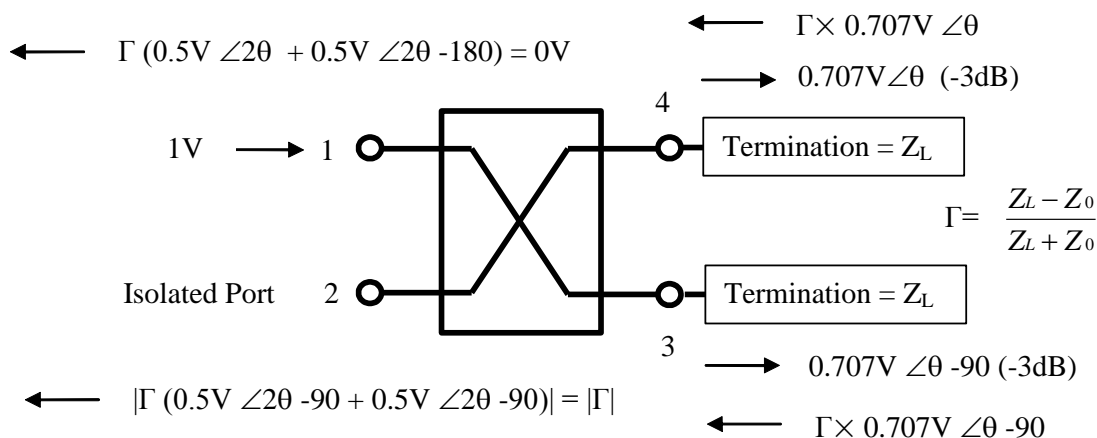 Γ× 0.707V ∠θ
Γ (0.5V ∠2θ + 0.5V ∠2θ -180) = 0V
0.707V∠θ (-3dB)
4
1V
1
Termination = Z_L
Γ= (Z_L − Z_0) / (Z_L + Z_0)
Isolated Port
2
Termination = Z_L
3
0.707V ∠θ -90 (-3dB)
|Γ (0.5V ∠2θ -90 + 0.5V ∠2θ -90)| = |Γ|
Γ× 0.707V ∠θ -90